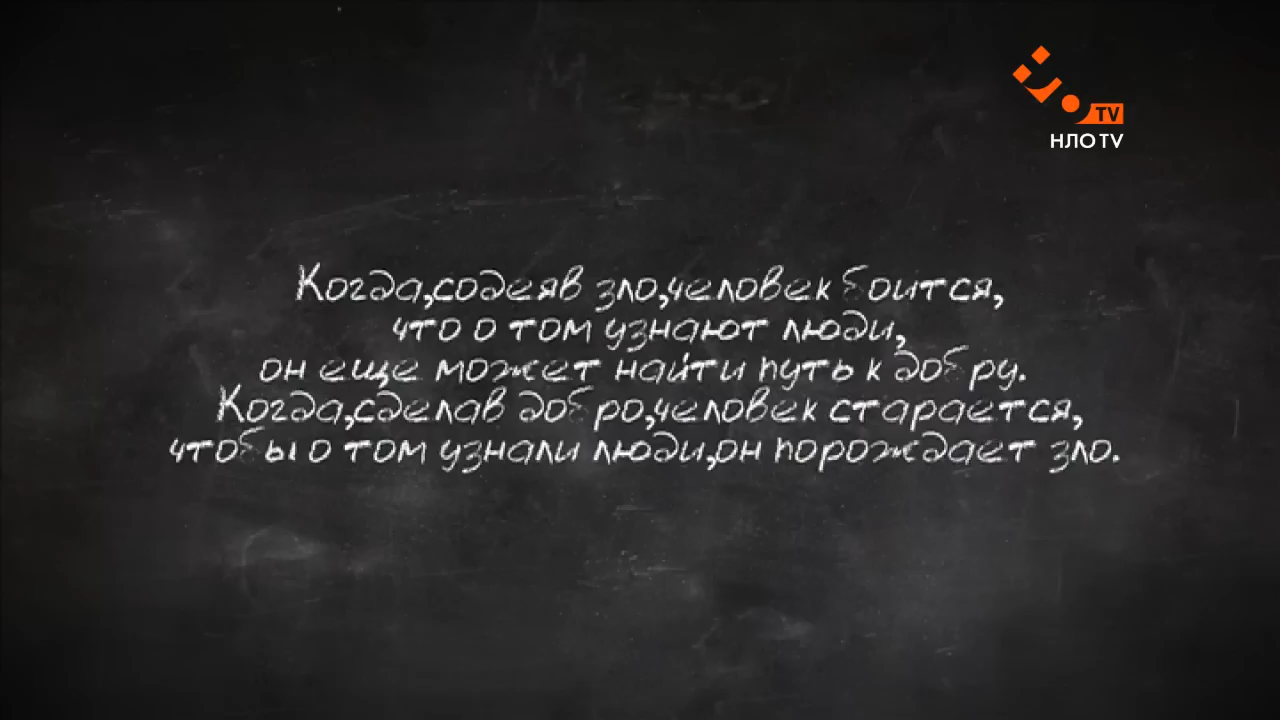 TV
НЛО TV
Когда,содеяв зло,человек боится,
что о том узнают люди,
он еще может найти путь к добру.
Когда,сделав добро,человек старается,
чтобы о том узнали люди,он порождает зло.